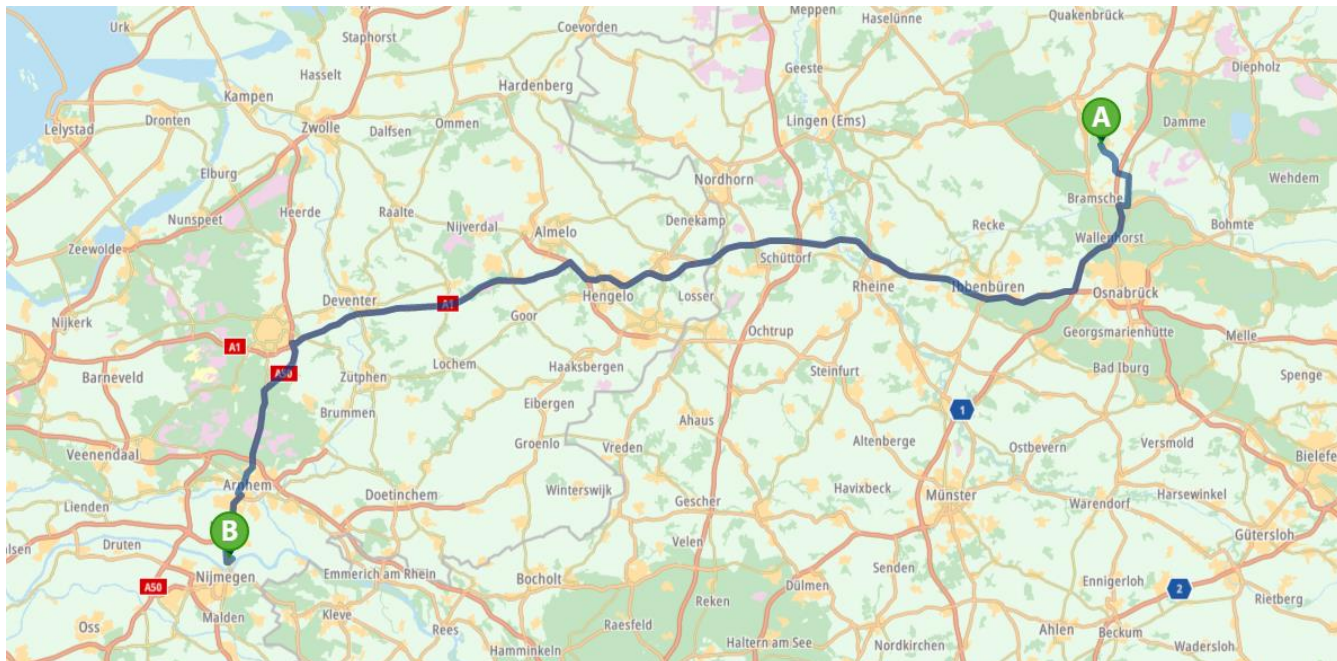 Urk
Staphorst
Coevorden
Meppen
Haselünne
Quakenbrück
Hasselt
Hardenberg
Geeste
Diepholz
Kampen
Lelystad
Dronten
Zwolle
Dalfsen
Ommen
Lingen (Ems)
A
Damme
Elburg
Nordhorn
Wehdem
Nunspeet
Heerde
Raalte
Nijverdal
Almelo
Denekamp
Recke
Bramsche
Bohmte
Zeewolde
Wallenhorst
Schüttorf
Deventer
A1
Hengelo
Losser
Rheine
Ibbenbüren
Osnabrück
Nijkerk
Goor
Ochtrup
Georgsmarienhütte
Melle
A1
Barneveld
A50
Zütphen
Lochem
Haaksbergen
Steinfurt
Bad Iburg
Spenge
Brummen
Eibergen
Ahaus
1
Veenendaal
Groenlo
Vreden
Altenberge
Ostbevern
Versmold
Bielefe
Arnhem
Doetinchem
Winterswijk
Gescher
Havixbeck
Münster
Warendorf
Harsewinkel
Lienden
B
Gütersloh
alsen
Druten
Velen
A50
Nijmegen
Emmerich am Rhein
Bocholt
Dülmen
Senden
Ennigerloh
2
Rietberg
Oss
Malden
Kleve
Rees
Raesfeld
Reken
Ahlen
Beckum
Hamminkeln
Haltern am See
Nordkirchen
Wadersloh